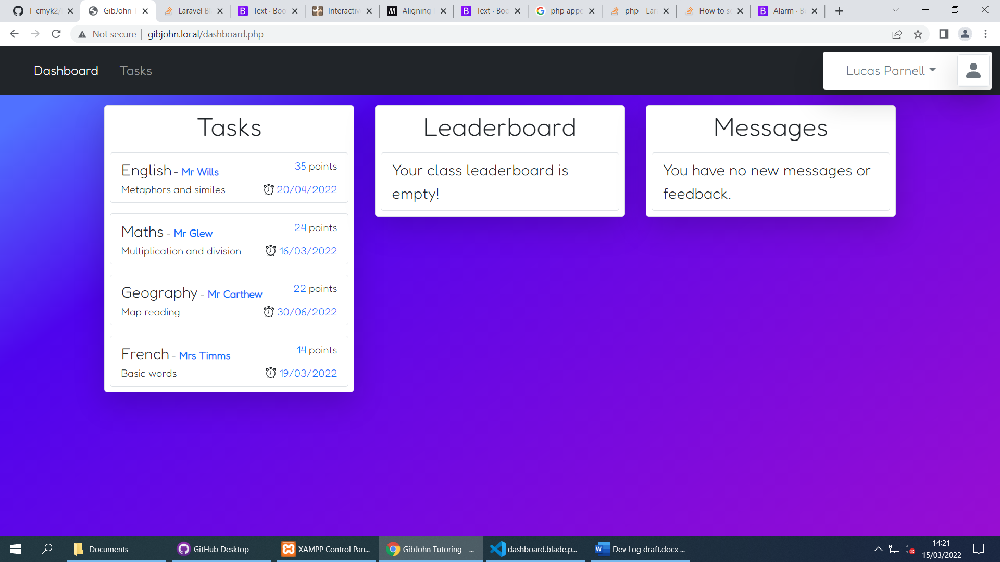 T-cmyk2/
GibJohn T
Laravel Bl
Text · Boo
Interactiv
Aligning
Text · Boo
php appe
php - Lar
How to s
Alarm · B
Not secure | gibjohn.local/dashboard.php
Dashboard Tasks
Lucas Parnell
Tasks
English - Mr Wills 35 points
Metaphors and similes 20/04/2022
Maths - Mr Glew 24 points
Multiplication and division 16/03/2022
Geography - Mr Carthew 22 points
Map reading 30/06/2022
French - Mrs Timms 14 points
Basic words 19/03/2022
Leaderboard
Your class leaderboard is
empty!
Messages
You have no new messages or
feedback.
Documents
GitHub Desktop
XAMPP Control Pan...
GibJohn Tutoring - ...
dashboard.blade.p...
Dev Log draft.docx ...
14:21
15/03/2022